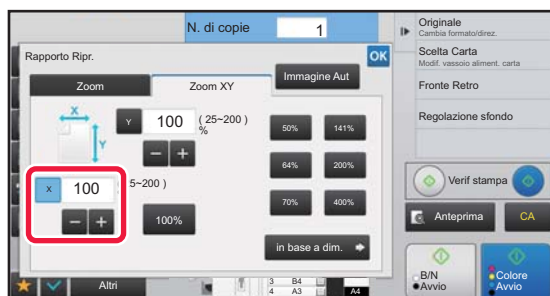 N. di copie 1
OK
Rapporto Ripr.
Zoom
Zoom XY
Immagine Aut
X
Y
Y 100 ( 25~200 )
%
X 100 5~200 )
100%
50% 141%
64% 200%
70% 400%
in base a dim.
Altri
3 B4
4 A3
A4
Originale
Cambia formato/direz.
Scelta Carta
Modif. vassoio aliment. carta
Fronte Retro
Regolazione sfondo
Verif stampa
Anteprima
CA
B/N
Avvio
Colore
Avvio